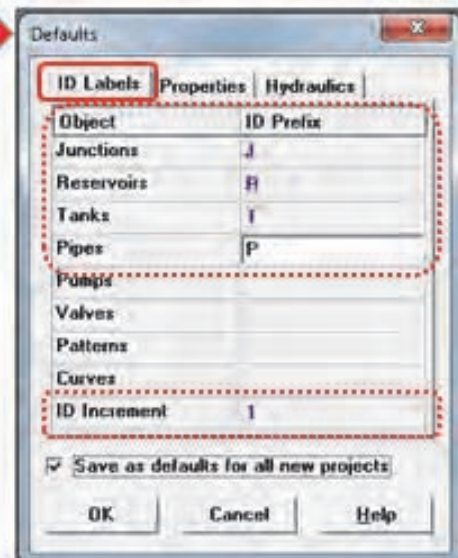 Defaults
ID Labels Properties Hydraulics
Object ID Prefix
Junctions J
Reservoirs R
Tanks T
Pipes P
Pumps
Valves
Patterns
Curves
ID Increment 1
Save as defaults for all new projects
OK Cancel Help